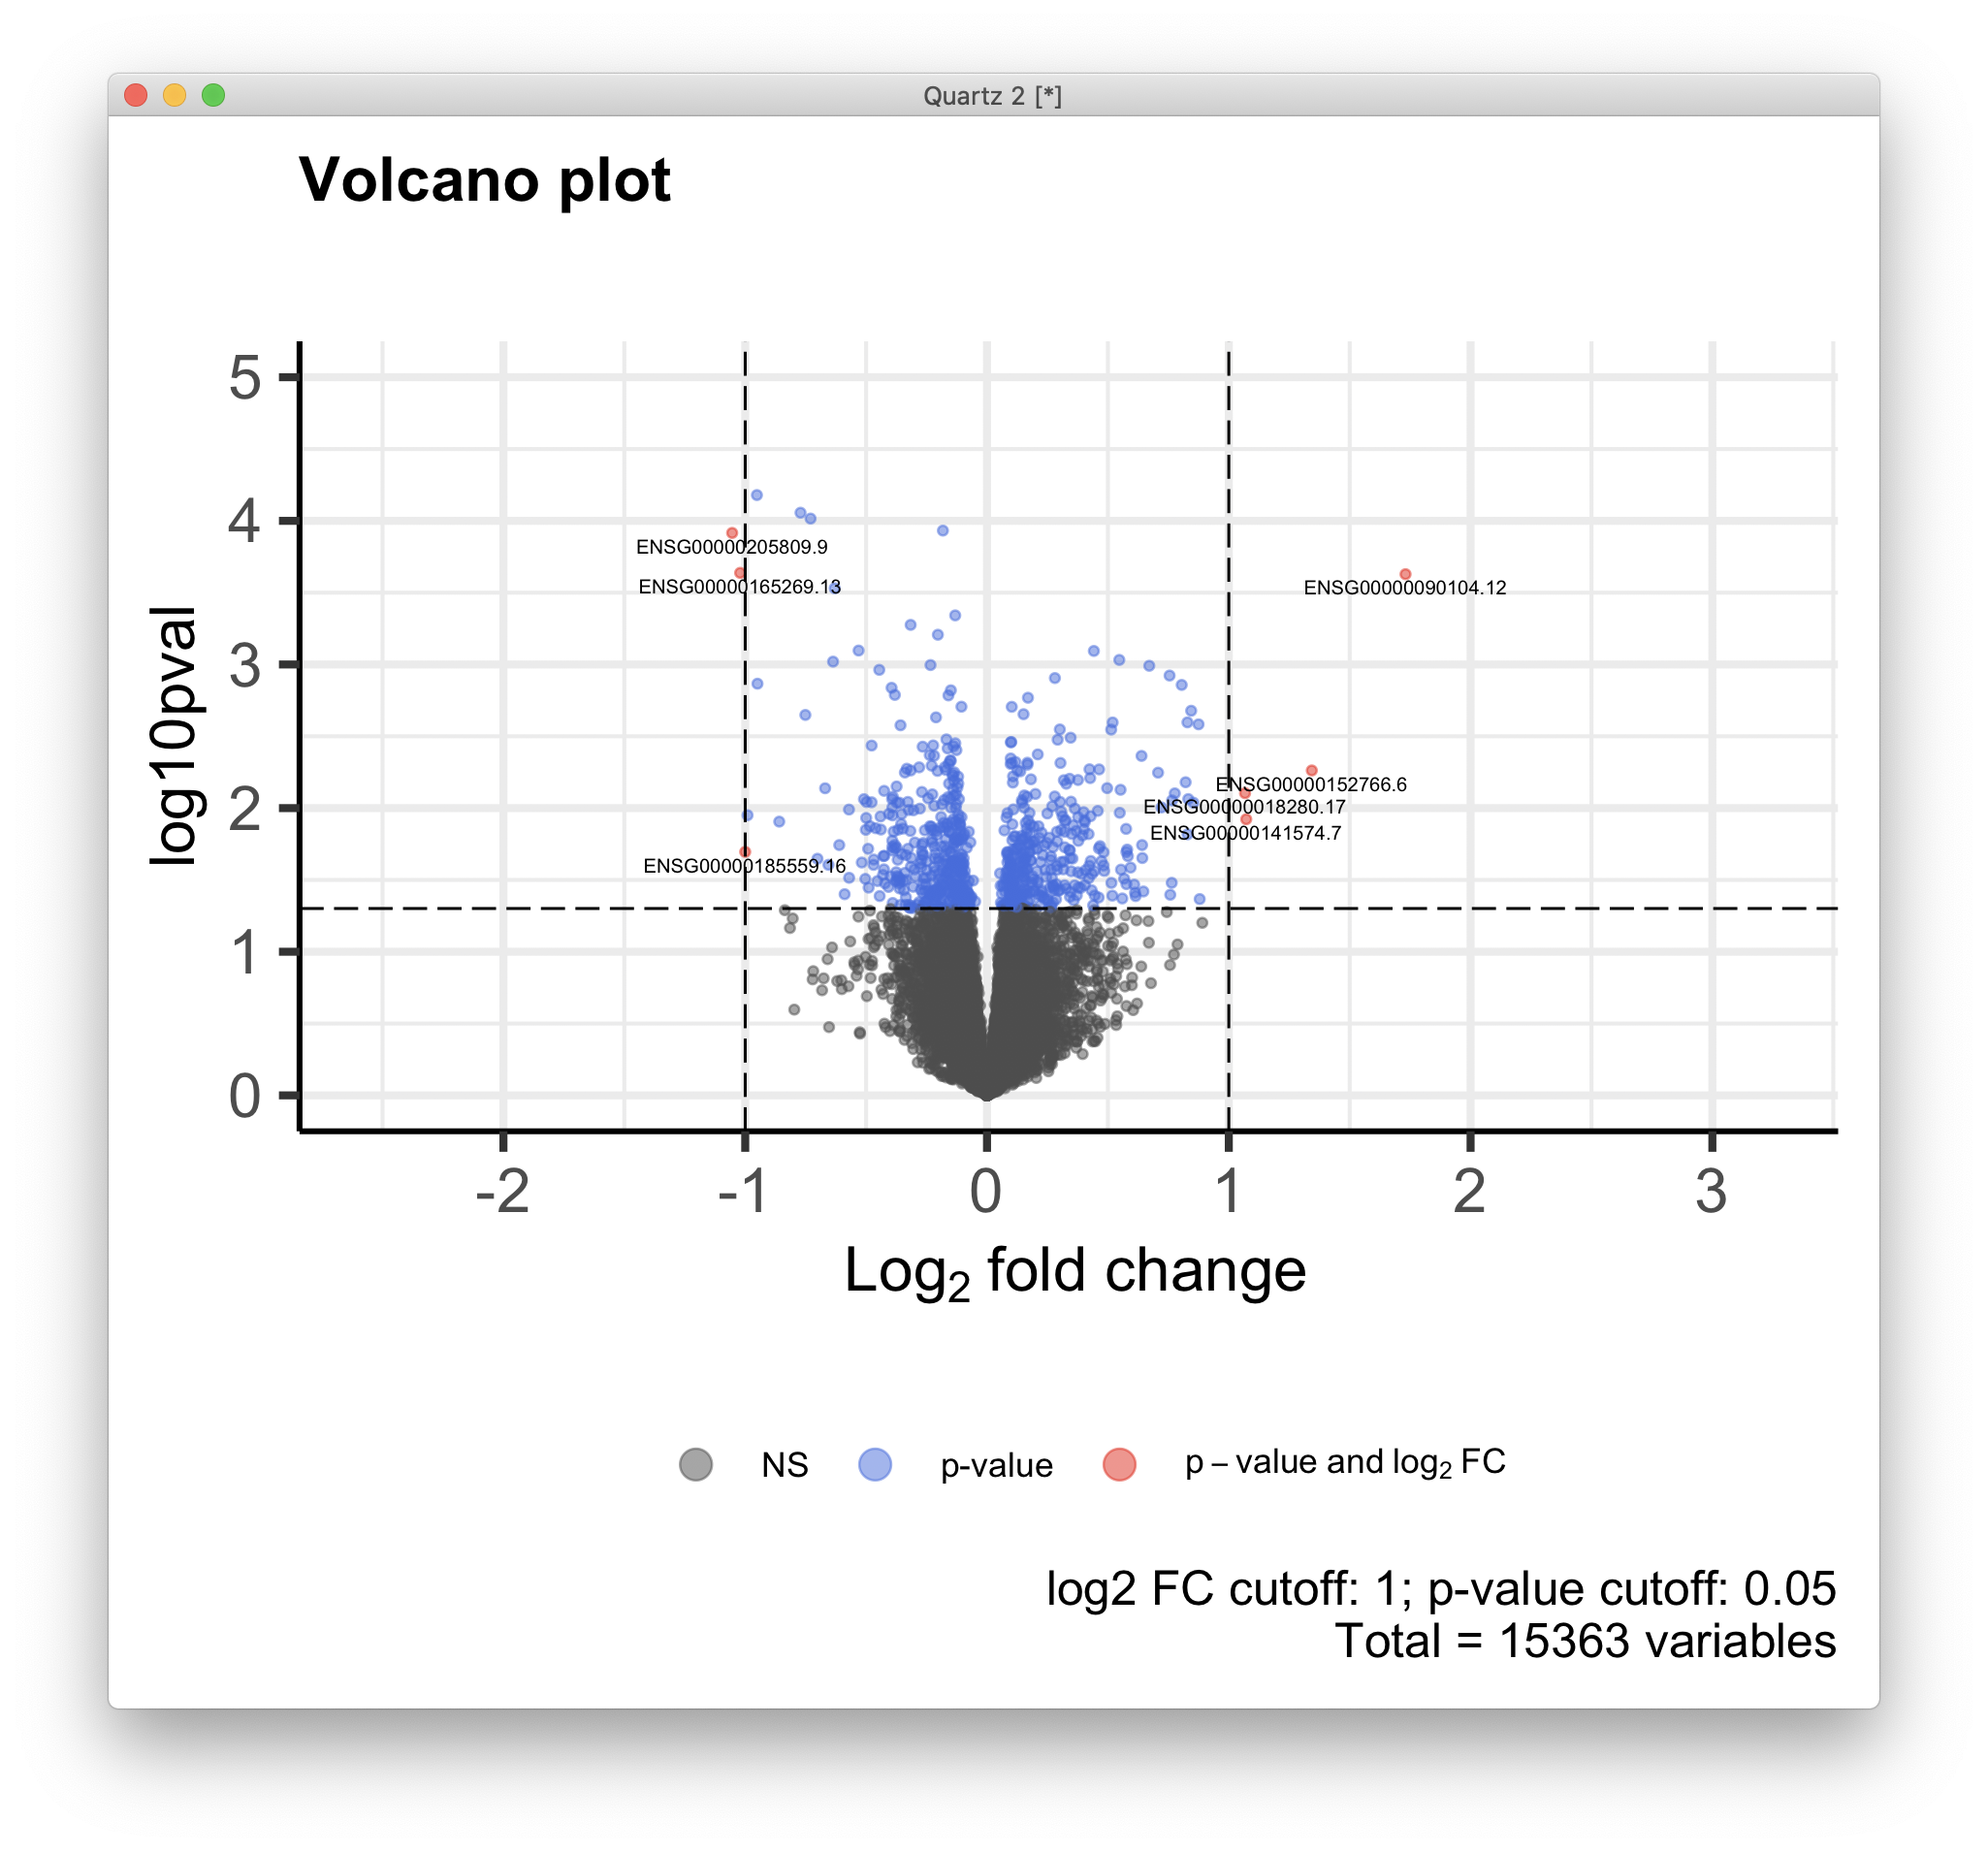 Quartz 2 [*]
Volcano plot
log10pval
5
4
3
2
1
0
ENSG00000205809.9
ENSG00000165269.13
ENSG00000090104.12
ENSG00000152766.6
ENSG00000018280.17
ENSG00000141574.7
ENSG00000185559.16
-2 -1 0 1 2 3
Log₂ fold change
NS p-value p – value and log₂ FC
log2 FC cutoff: 1; p-value cutoff: 0.05
Total = 15363 variables